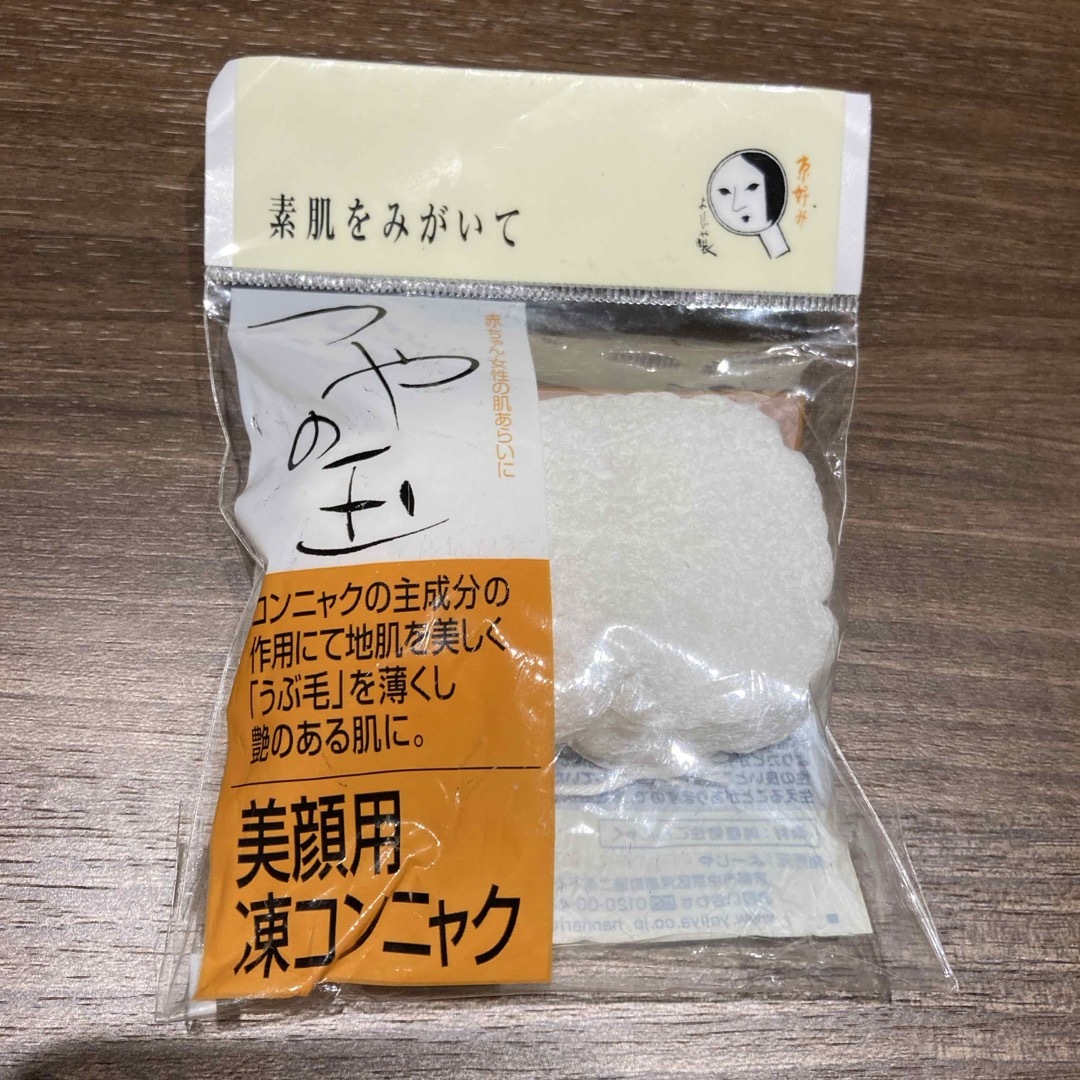 素肌をみがいて
京好み
よーじや製
つやの玉
赤ちゃん女性の肌あらいに
コンニャクの主成分の
作用にて地肌を美しく
「うぶ毛」を薄くし
艶のある肌に。
美顔用
凍コンニャク